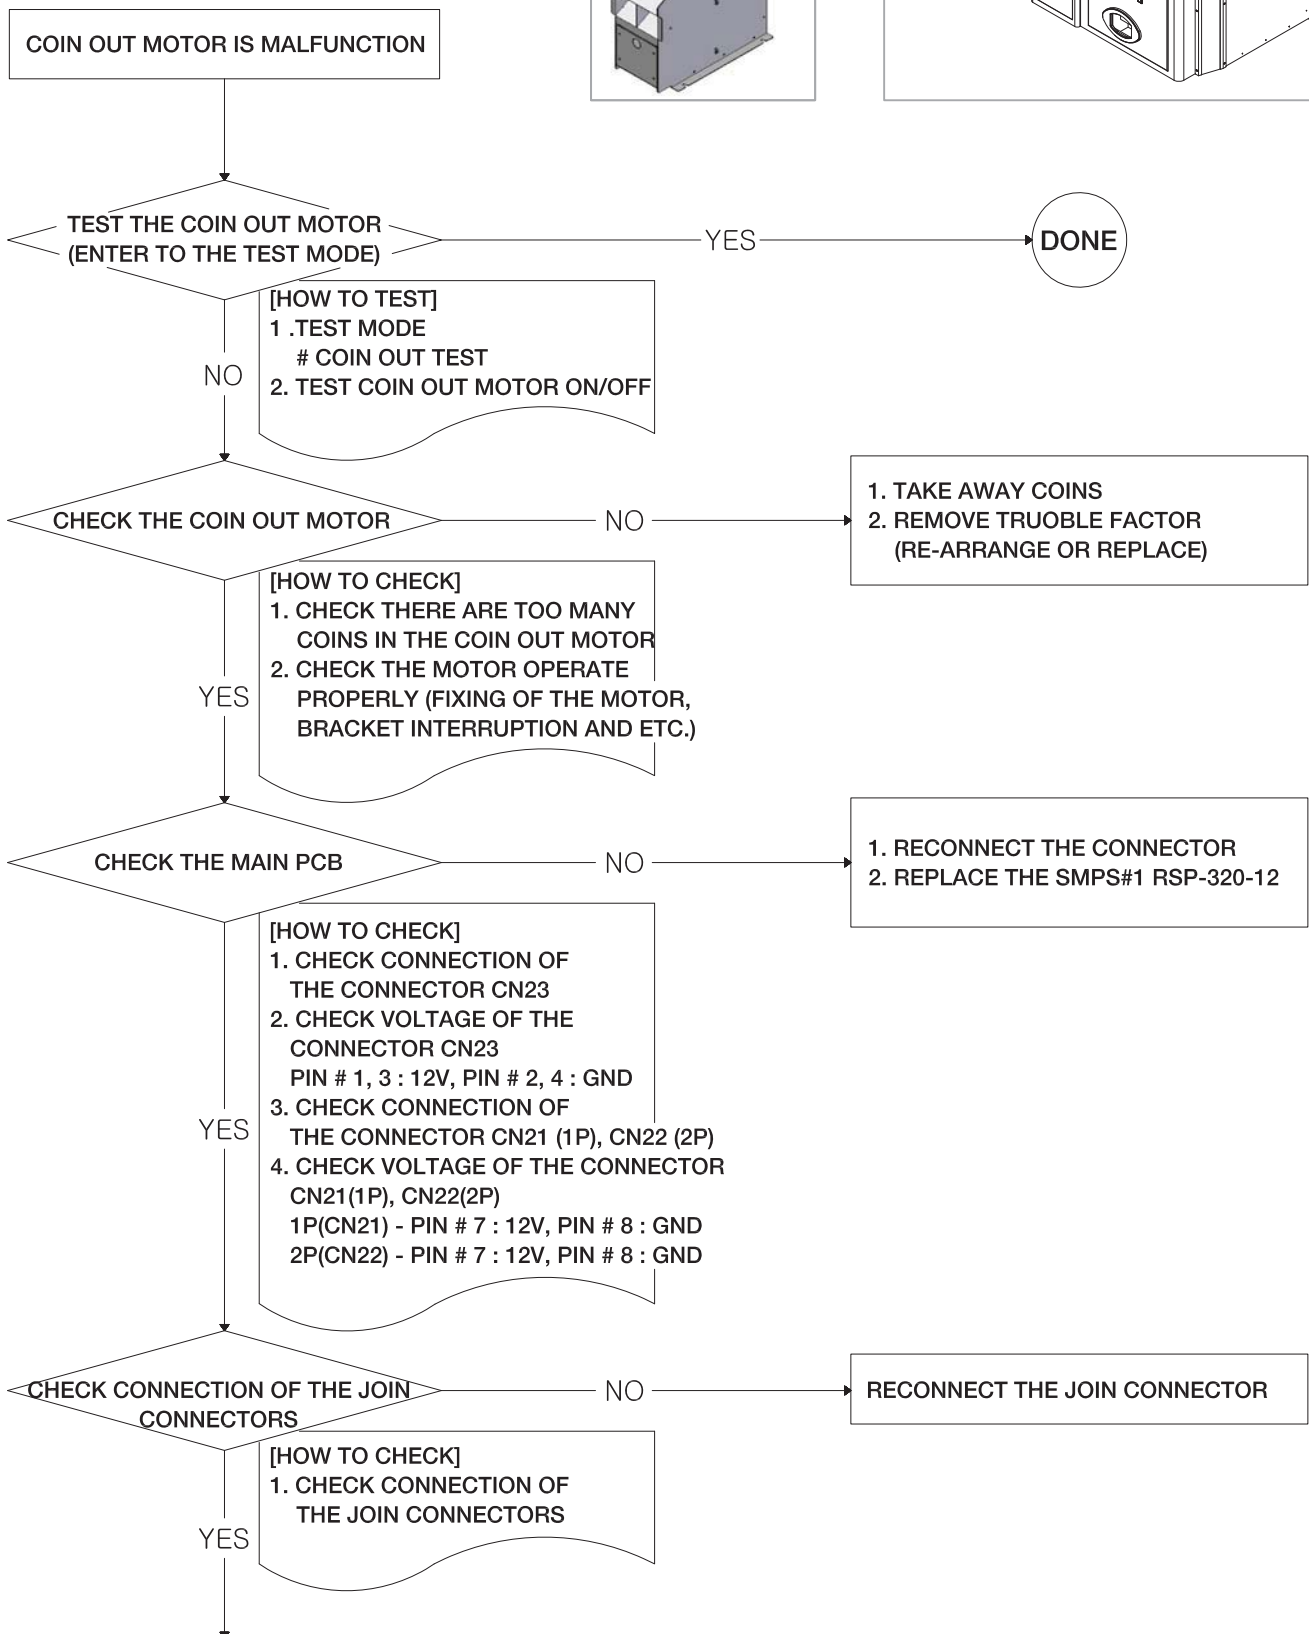 COIN OUT MOTOR IS MALFUNCTION
TEST THE COIN OUT MOTOR
(ENTER TO THE TEST MODE)
YES
DONE
[HOW TO TEST]
1 .TEST MODE
# COIN OUT TEST
2. TEST COIN OUT MOTOR ON/OFF
NO
CHECK THE COIN OUT MOTOR
NO
1. TAKE AWAY COINS
2. REMOVE TRUOBLE FACTOR
(RE-ARRANGE OR REPLACE)
[HOW TO CHECK]
1. CHECK THERE ARE TOO MANY
COINS IN THE COIN OUT MOTOR
2. CHECK THE MOTOR OPERATE
PROPERLY (FIXING OF THE MOTOR,
BRACKET INTERRUPTION AND ETC.)
YES
CHECK THE MAIN PCB
NO
1. RECONNECT THE CONNECTOR
2. REPLACE THE SMPS#1 RSP-320-12
[HOW TO CHECK]
1. CHECK CONNECTION OF
THE CONNECTOR CN23
2. CHECK VOLTAGE OF THE
CONNECTOR CN23
PIN # 1, 3 : 12V, PIN # 2, 4 : GND
3. CHECK CONNECTION OF
THE CONNECTOR CN21 (1P), CN22 (2P)
4. CHECK VOLTAGE OF THE CONNECTOR
CN21(1P), CN22(2P)
1P(CN21) - PIN # 7 : 12V, PIN # 8 : GND
2P(CN22) - PIN # 7 : 12V, PIN # 8 : GND
YES
CHECK CONNECTION OF THE JOIN
CONNECTORS
NO
RECONNECT THE JOIN CONNECTOR
[HOW TO CHECK]
1. CHECK CONNECTION OF
THE JOIN CONNECTORS
YES